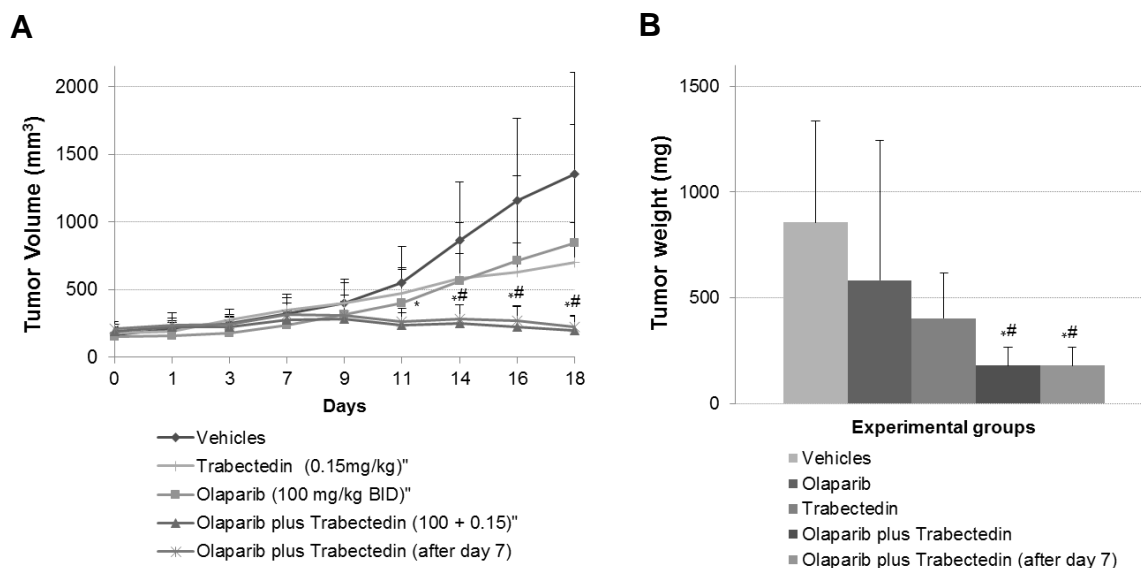 A
Tumor Volume (mm³)
2000
1500
1000
500
0
*
*#
*#
*#
0 1 3 7 9 11 14 16 18
Days
Vehicles
Trabectedin (0.15mg/kg)"
Olaparib (100 mg/kg BID)"
Olaparib plus Trabectedin (100 + 0.15)"
Olaparib plus Trabectedin (after day 7)
B
Tumor weight (mg)
1500
1000
500
0
*# *#
Experimental groups
Vehicles
Olaparib
Trabectedin
Olaparib plus Trabectedin
Olaparib plus Trabectedin (after day 7)